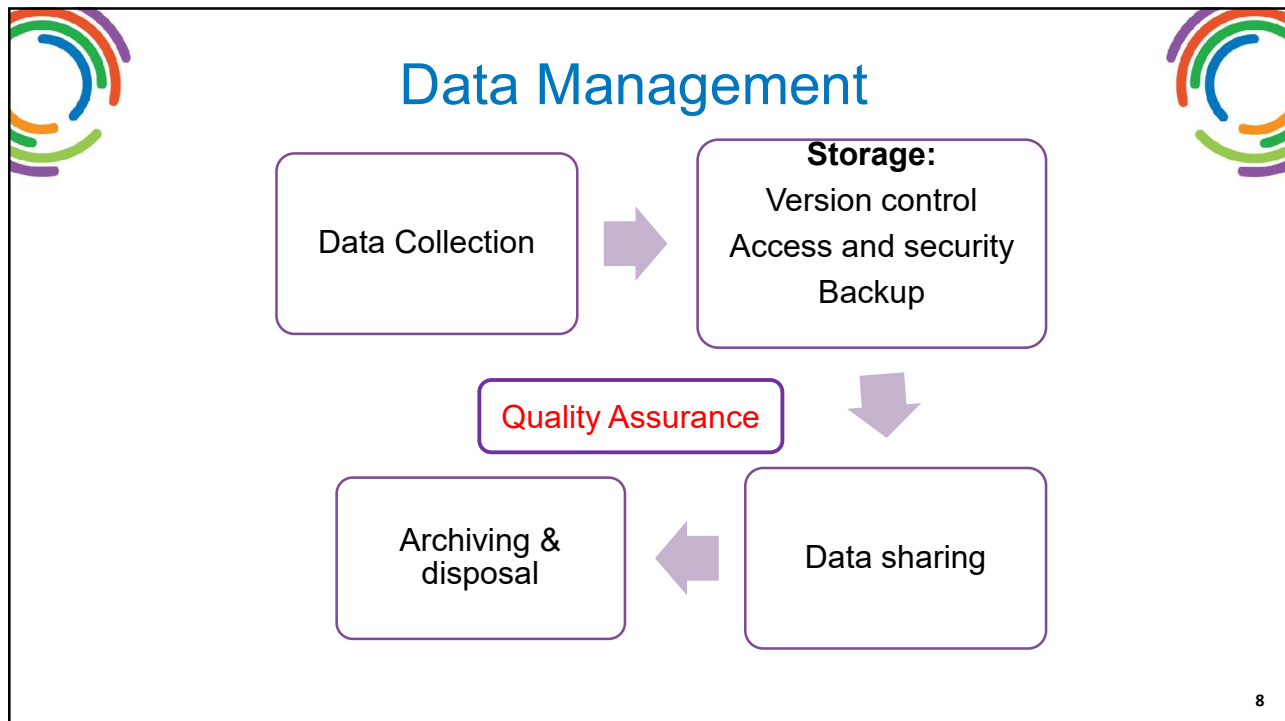 Data Management
Data Collection
Storage:
Version control
Access and security
Backup
Quality Assurance
Archiving &
disposal
Data sharing
8